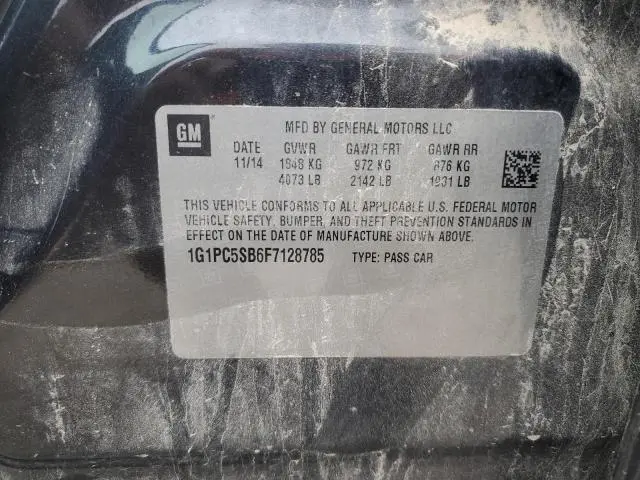 GM
MFD BY GENERAL MOTORS LLC
DATE GVWR GAWR FRT GAWR RR
11/14 1848 KG 972 KG 876 KG
4073 LB 2142 LB 1931 LB
THIS VEHICLE CONFORMS TO ALL APPLICABLE U.S. FEDERAL MOTOR
VEHICLE SAFETY, BUMPER, AND THEFT PREVENTION STANDARDS IN
EFFECT ON THE DATE OF MANUFACTURE SHOWN ABOVE.
1G1PC5SB6F7128785 TYPE: PASS CAR